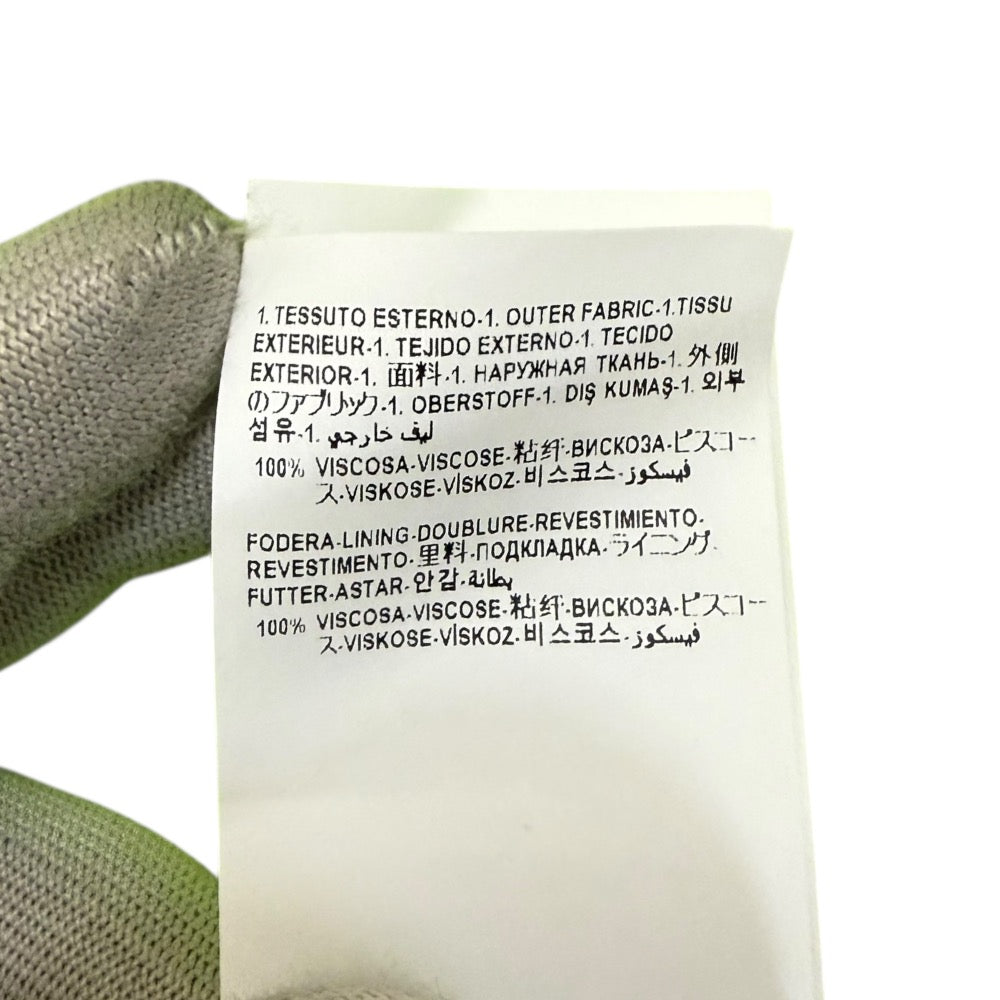 1. TESSUTO ESTERNO-1. OUTER FABRIC-1.TISSU
EXTERIEUR-1. TEJIDO EXTERNO-1. TECIDO
EXTERIOR-1. 面料-1. НАРУЖНАЯ ТКАНЬ-1. 外側
のファブリック-1. OBERSTOFF-1. DIŞ KUMAŞ-1. 외부
섬유-1. ليف خارجي
100% VISCOSA-VISCOSE-粘纤-ВИСКОЗА-ビスコー
ス-VISKOSE-VİSKOZ-비스코스-فيسكوز
FODERA-LINING-DOUBLURE-REVESTIMIENTO-
REVESTIMENTO-里料-ПОДКЛАДКА-ライニング-
FUTTER-ASTAR-안감-بطانة
100% VISCOSA-VISCOSE-粘纤-ВИСКОЗА-ビスコー
ス-VISKOSE-VİSKOZ-비스코스-فيسكوز